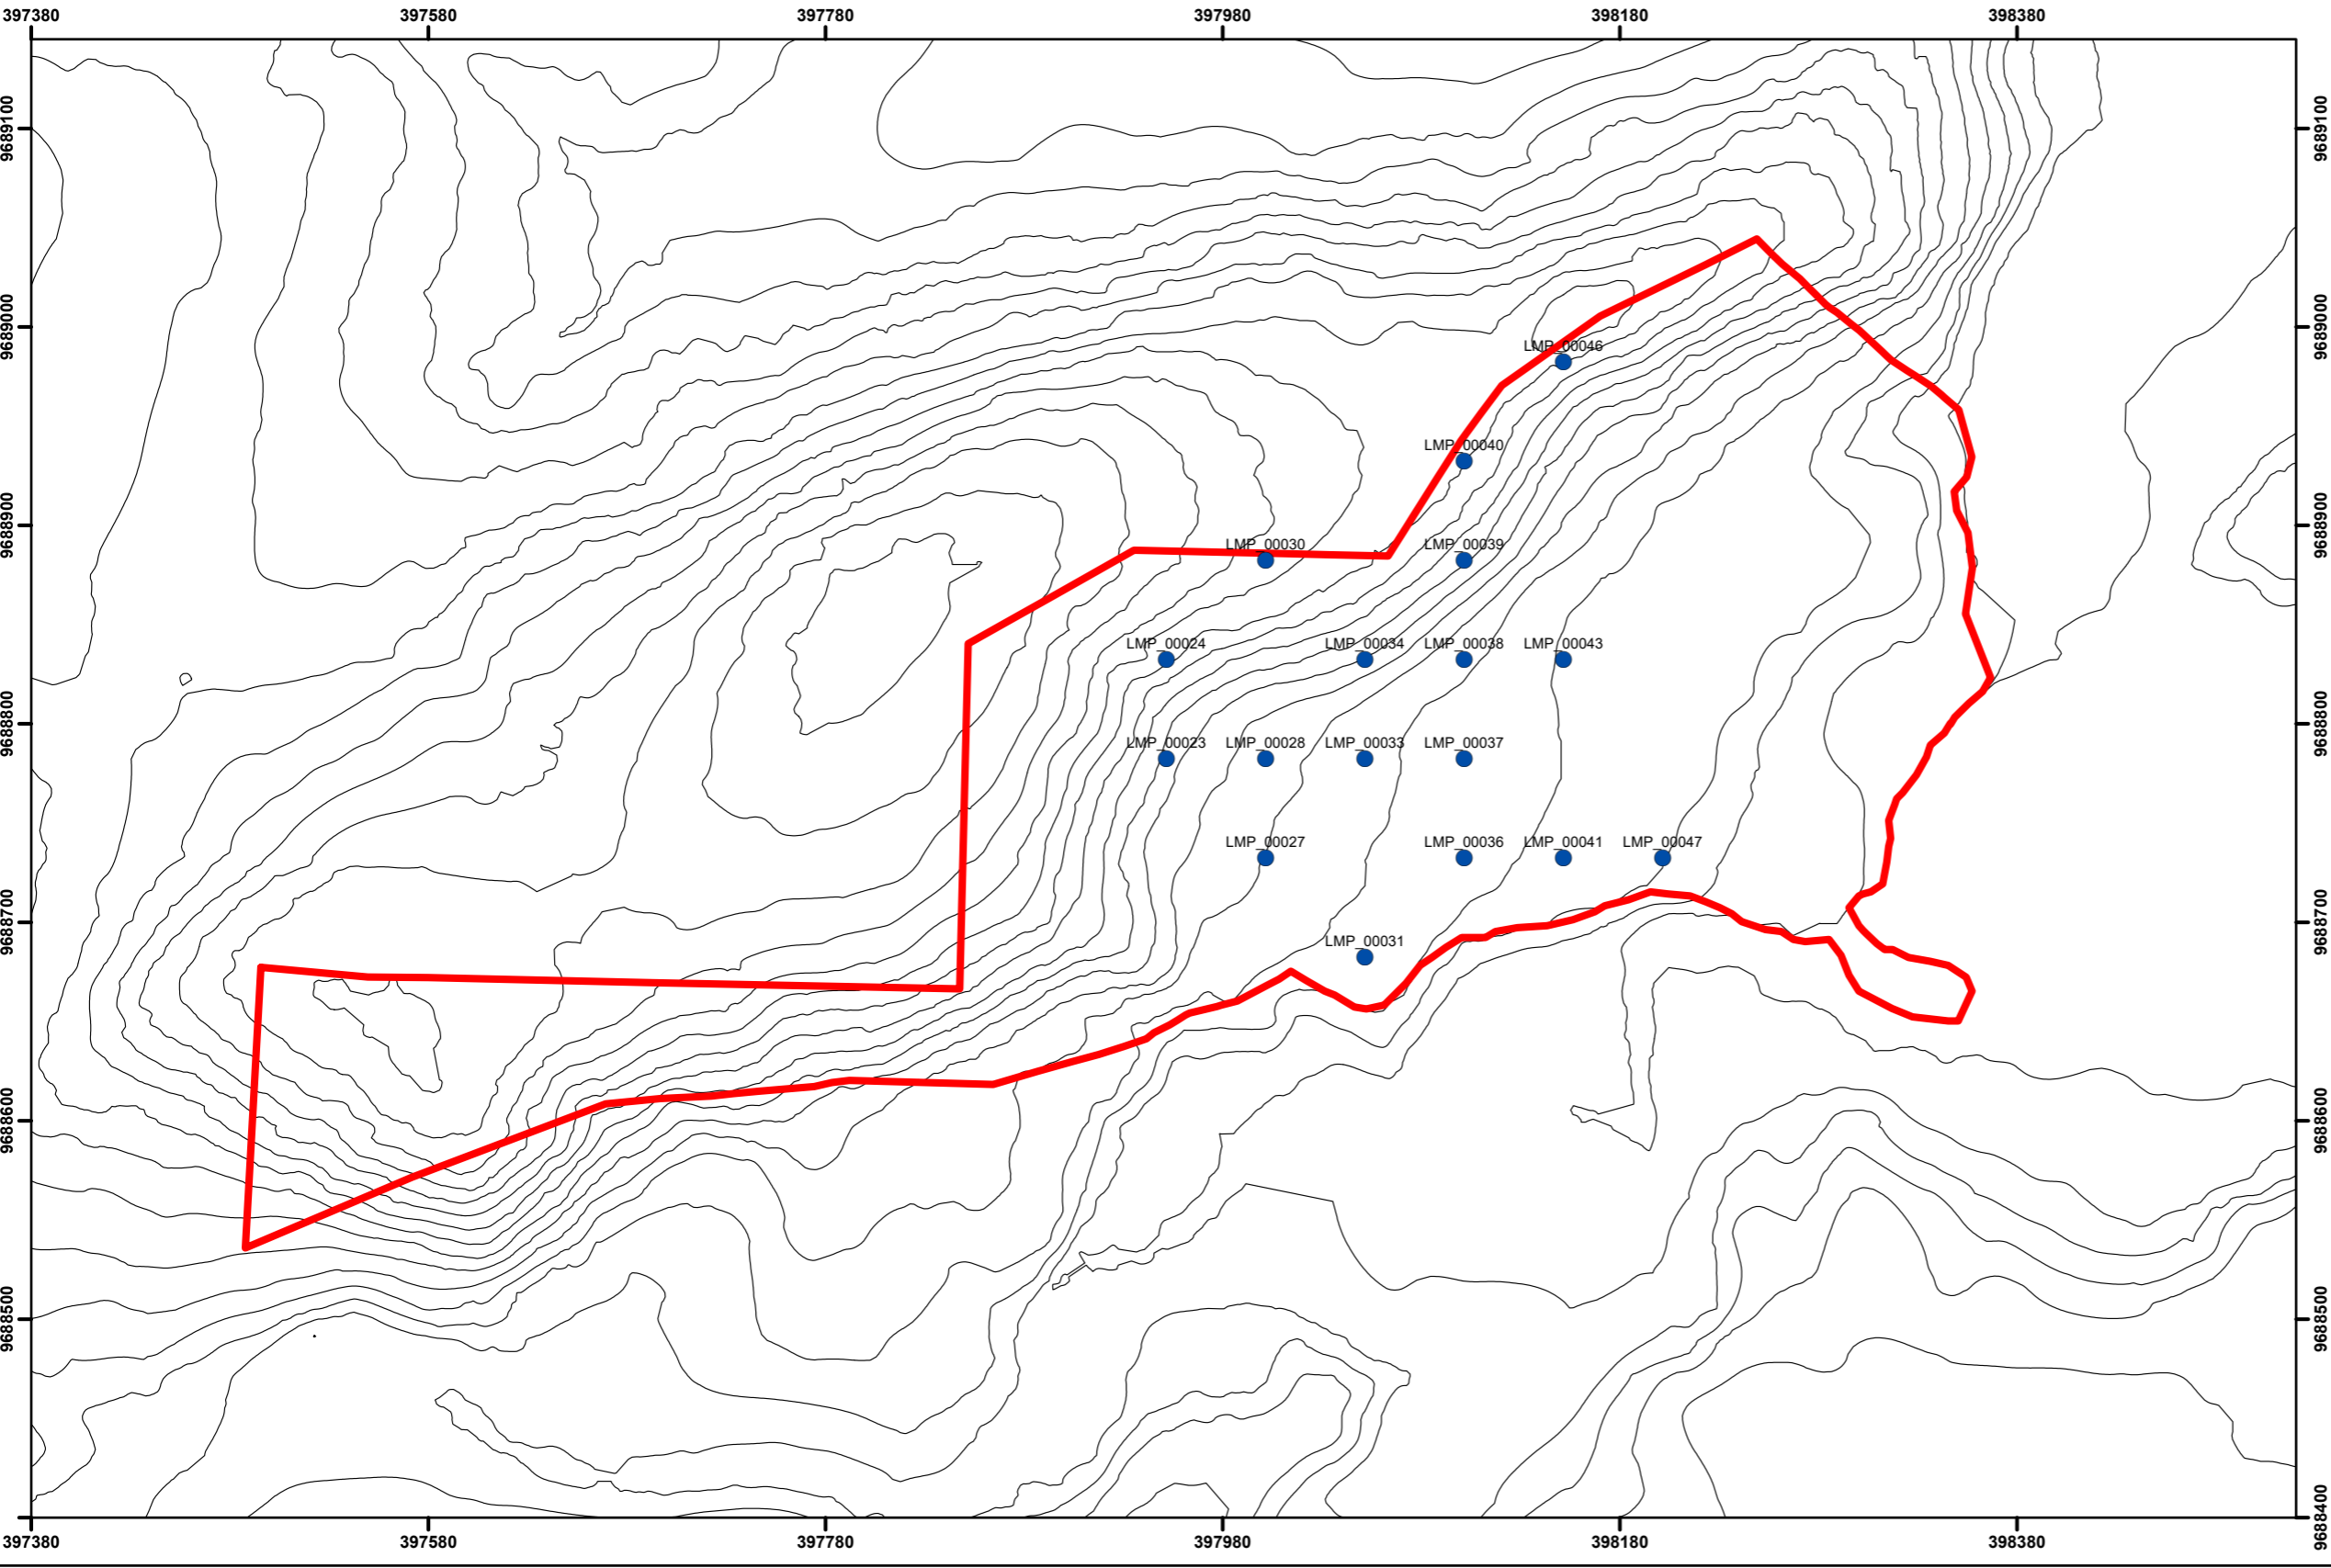 397380 397580 397780 397980 398180 398380
9689100 9689100
9689000 9689000
LMP_00046
LMP_00040
9688900 9688900
LMP_00030 LMP_00039
LMP_00024 LMP_00034 LMP_00038 LMP_00043
9688800 9688800
LMP_00023 LMP_00028 LMP_00033 LMP_00037
LMP_00027 LMP_00036 LMP_00041 LMP_00047
9688700 9688700
LMP_00031
9688600 9688600
9688500 9688500
9688400
397380 397580 397780 397980 398180 398380